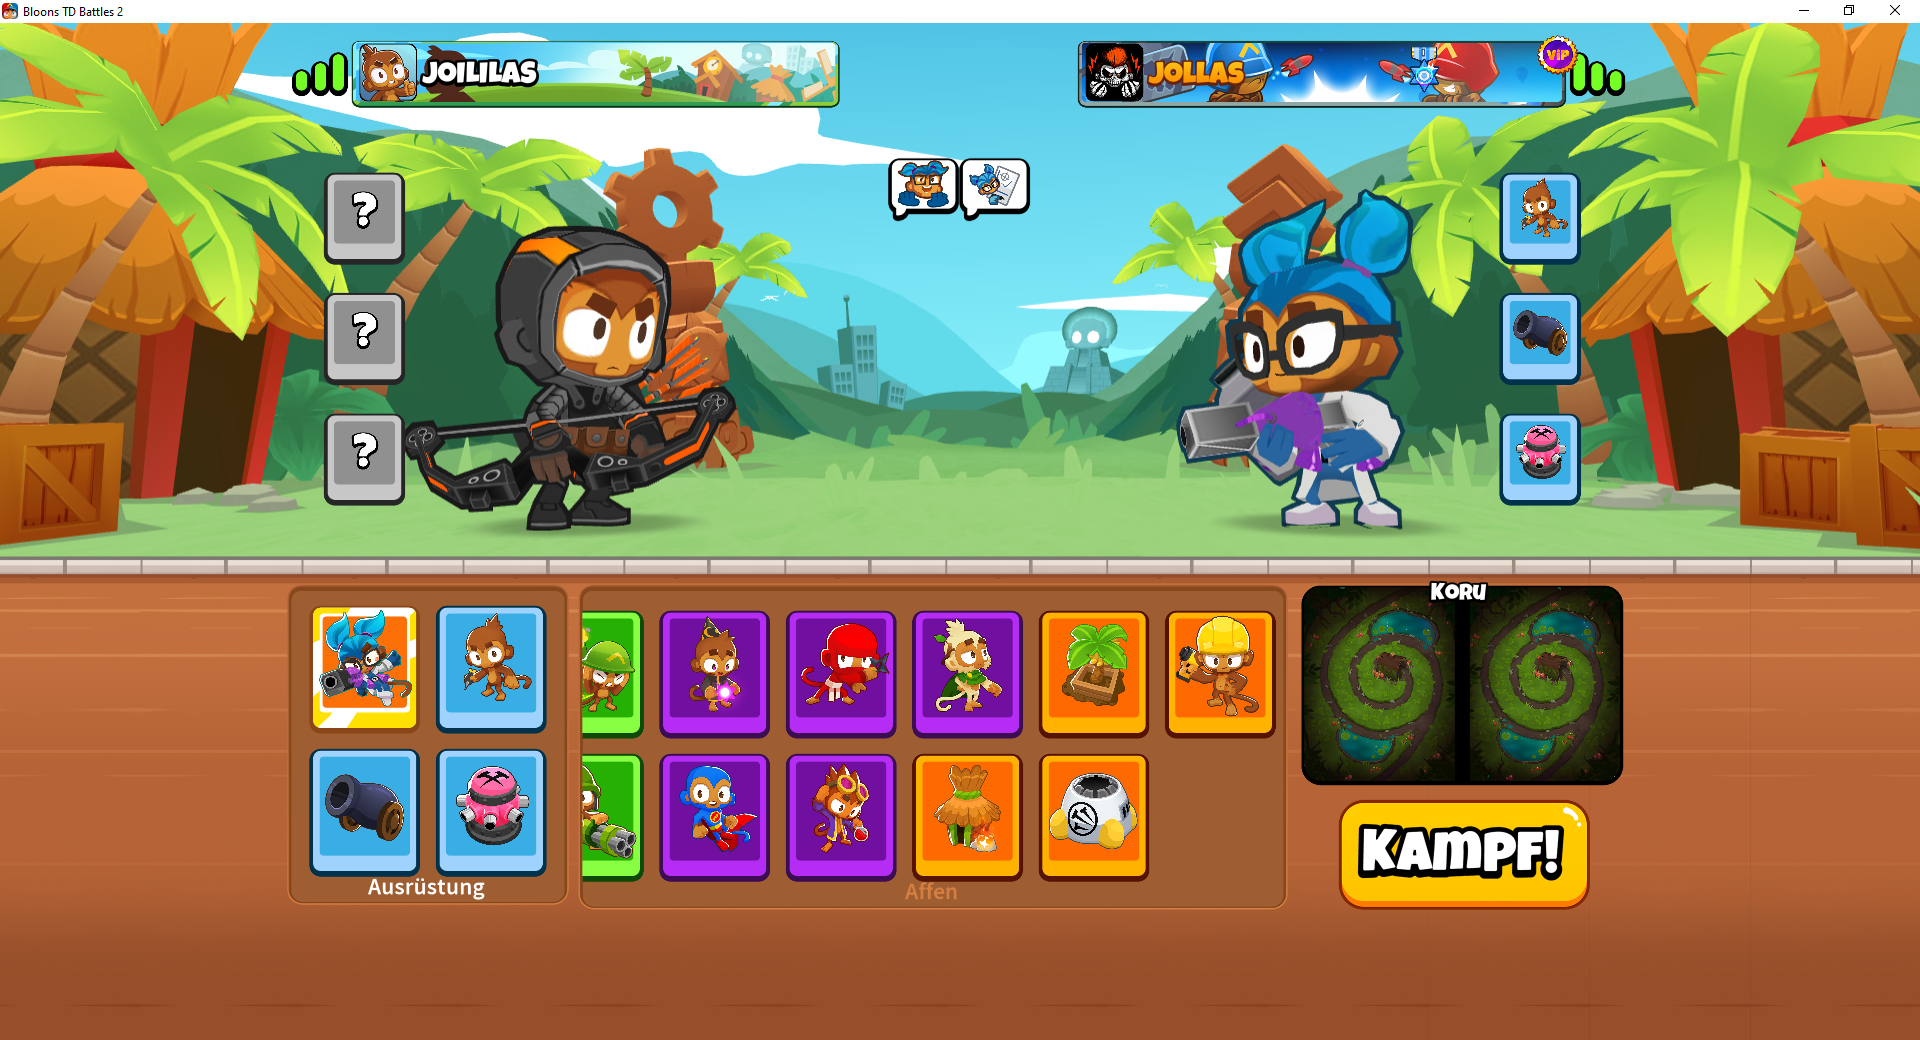 Bloons TD Battles 2
JOILILAS
JOLLAS
VIP
?
?
?
KORU
KAMPF!
Ausrüstung
Affen